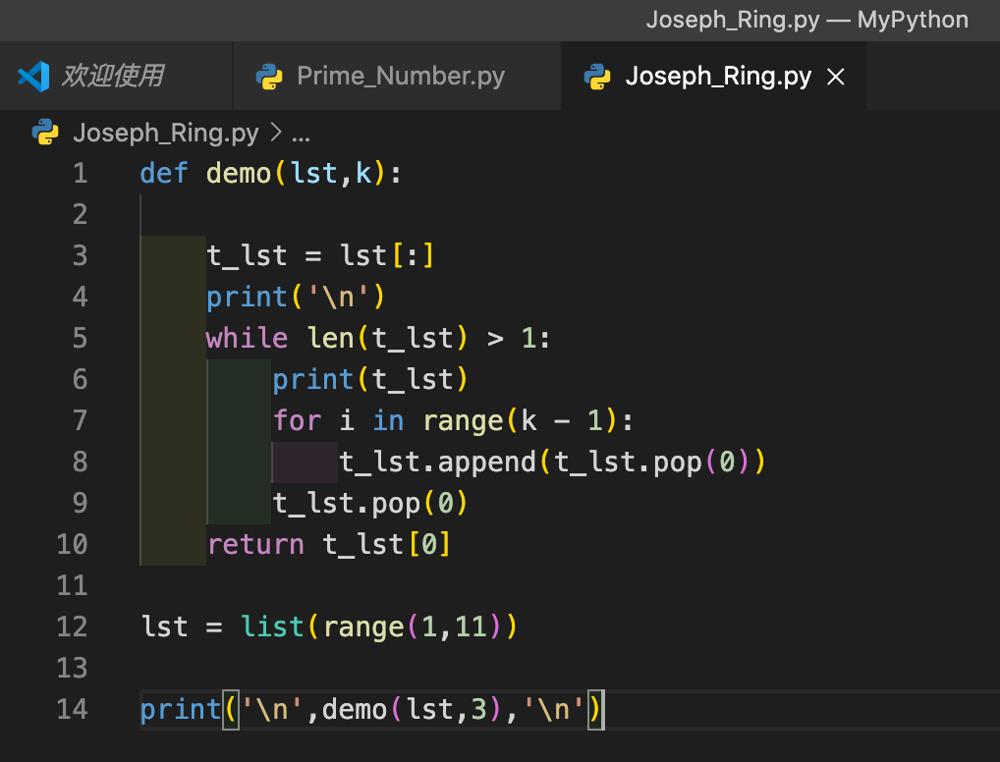 Joseph_Ring.py — MyPython
欢迎使用 Prime_Number.py Joseph_Ring.py ×
Joseph_Ring.py > ...
1 def demo(lst,k):
2
3     t_lst = lst[:]
4     print('\n')
5     while len(t_lst) > 1:
6         print(t_lst)
7         for i in range(k - 1):
8             t_lst.append(t_lst.pop(0))
9         t_lst.pop(0)
10     return t_lst[0]
11
12 lst = list(range(1,11))
13
14 print('\n',demo(lst,3),'\n')